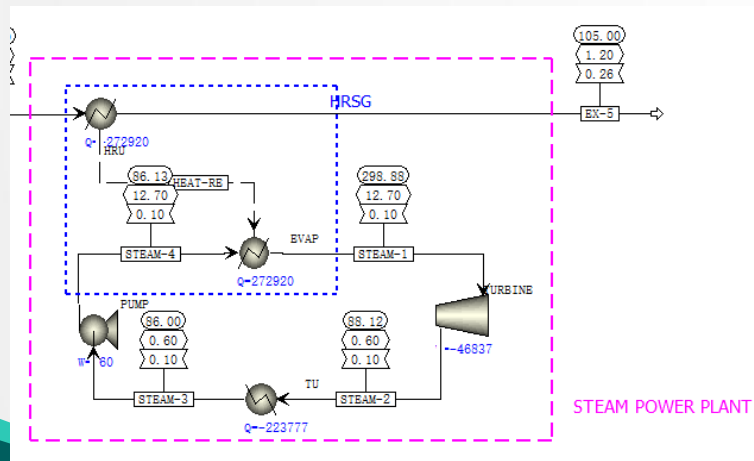 105.00
1.20
0.26
EX-5
HRSG
Q=-272920
HRU
HEAT-RE
86.13
12.70
0.10
STEAM-4
EVAP
Q=272920
298.88
12.70
0.10
STEAM-1
URBINE
-46837
PUMP
60
86.00
0.60
0.10
STEAM-3
Q=-223777
TU
88.12
0.60
0.10
STEAM-2
STEAM POWER PLANT